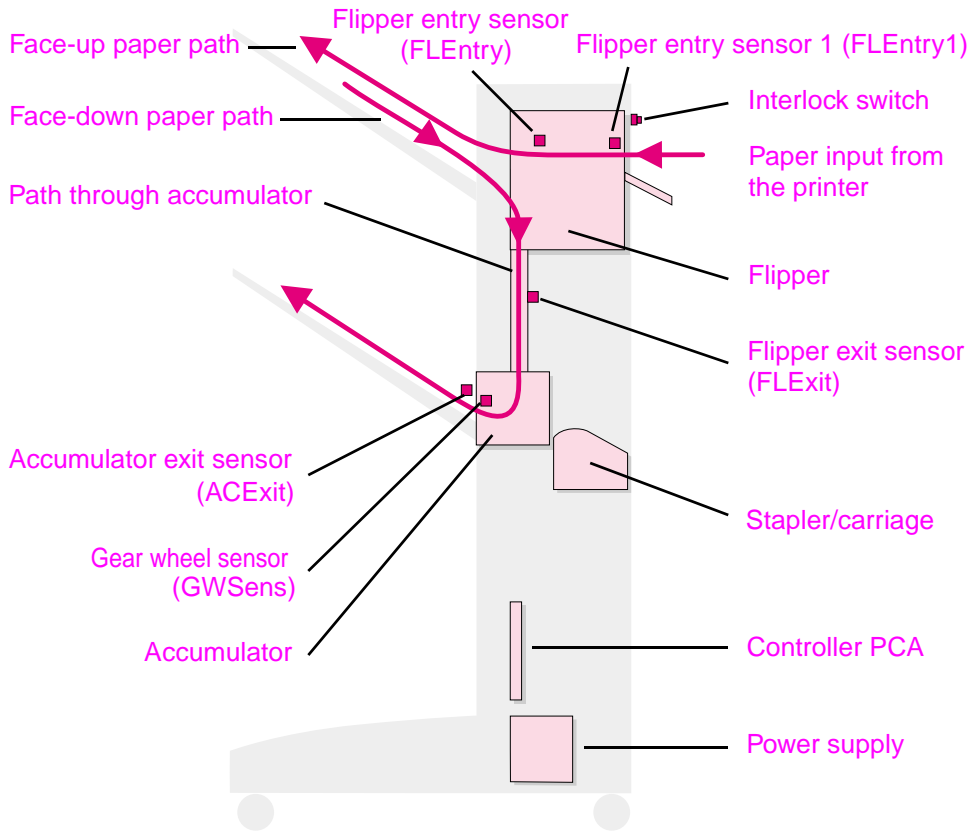 Flipper entry sensor
(FLEntry)
Flipper entry sensor 1 (FLEntry1)
Face-up paper path
Interlock switch
Face-down paper path
Paper input from
the printer
Path through accumulator
Flipper
Flipper exit sensor
(FLExit)
Accumulator exit sensor
(ACExit)
Stapler/carriage
Gear wheel sensor
(GWSens)
Accumulator
Controller PCA
Power supply